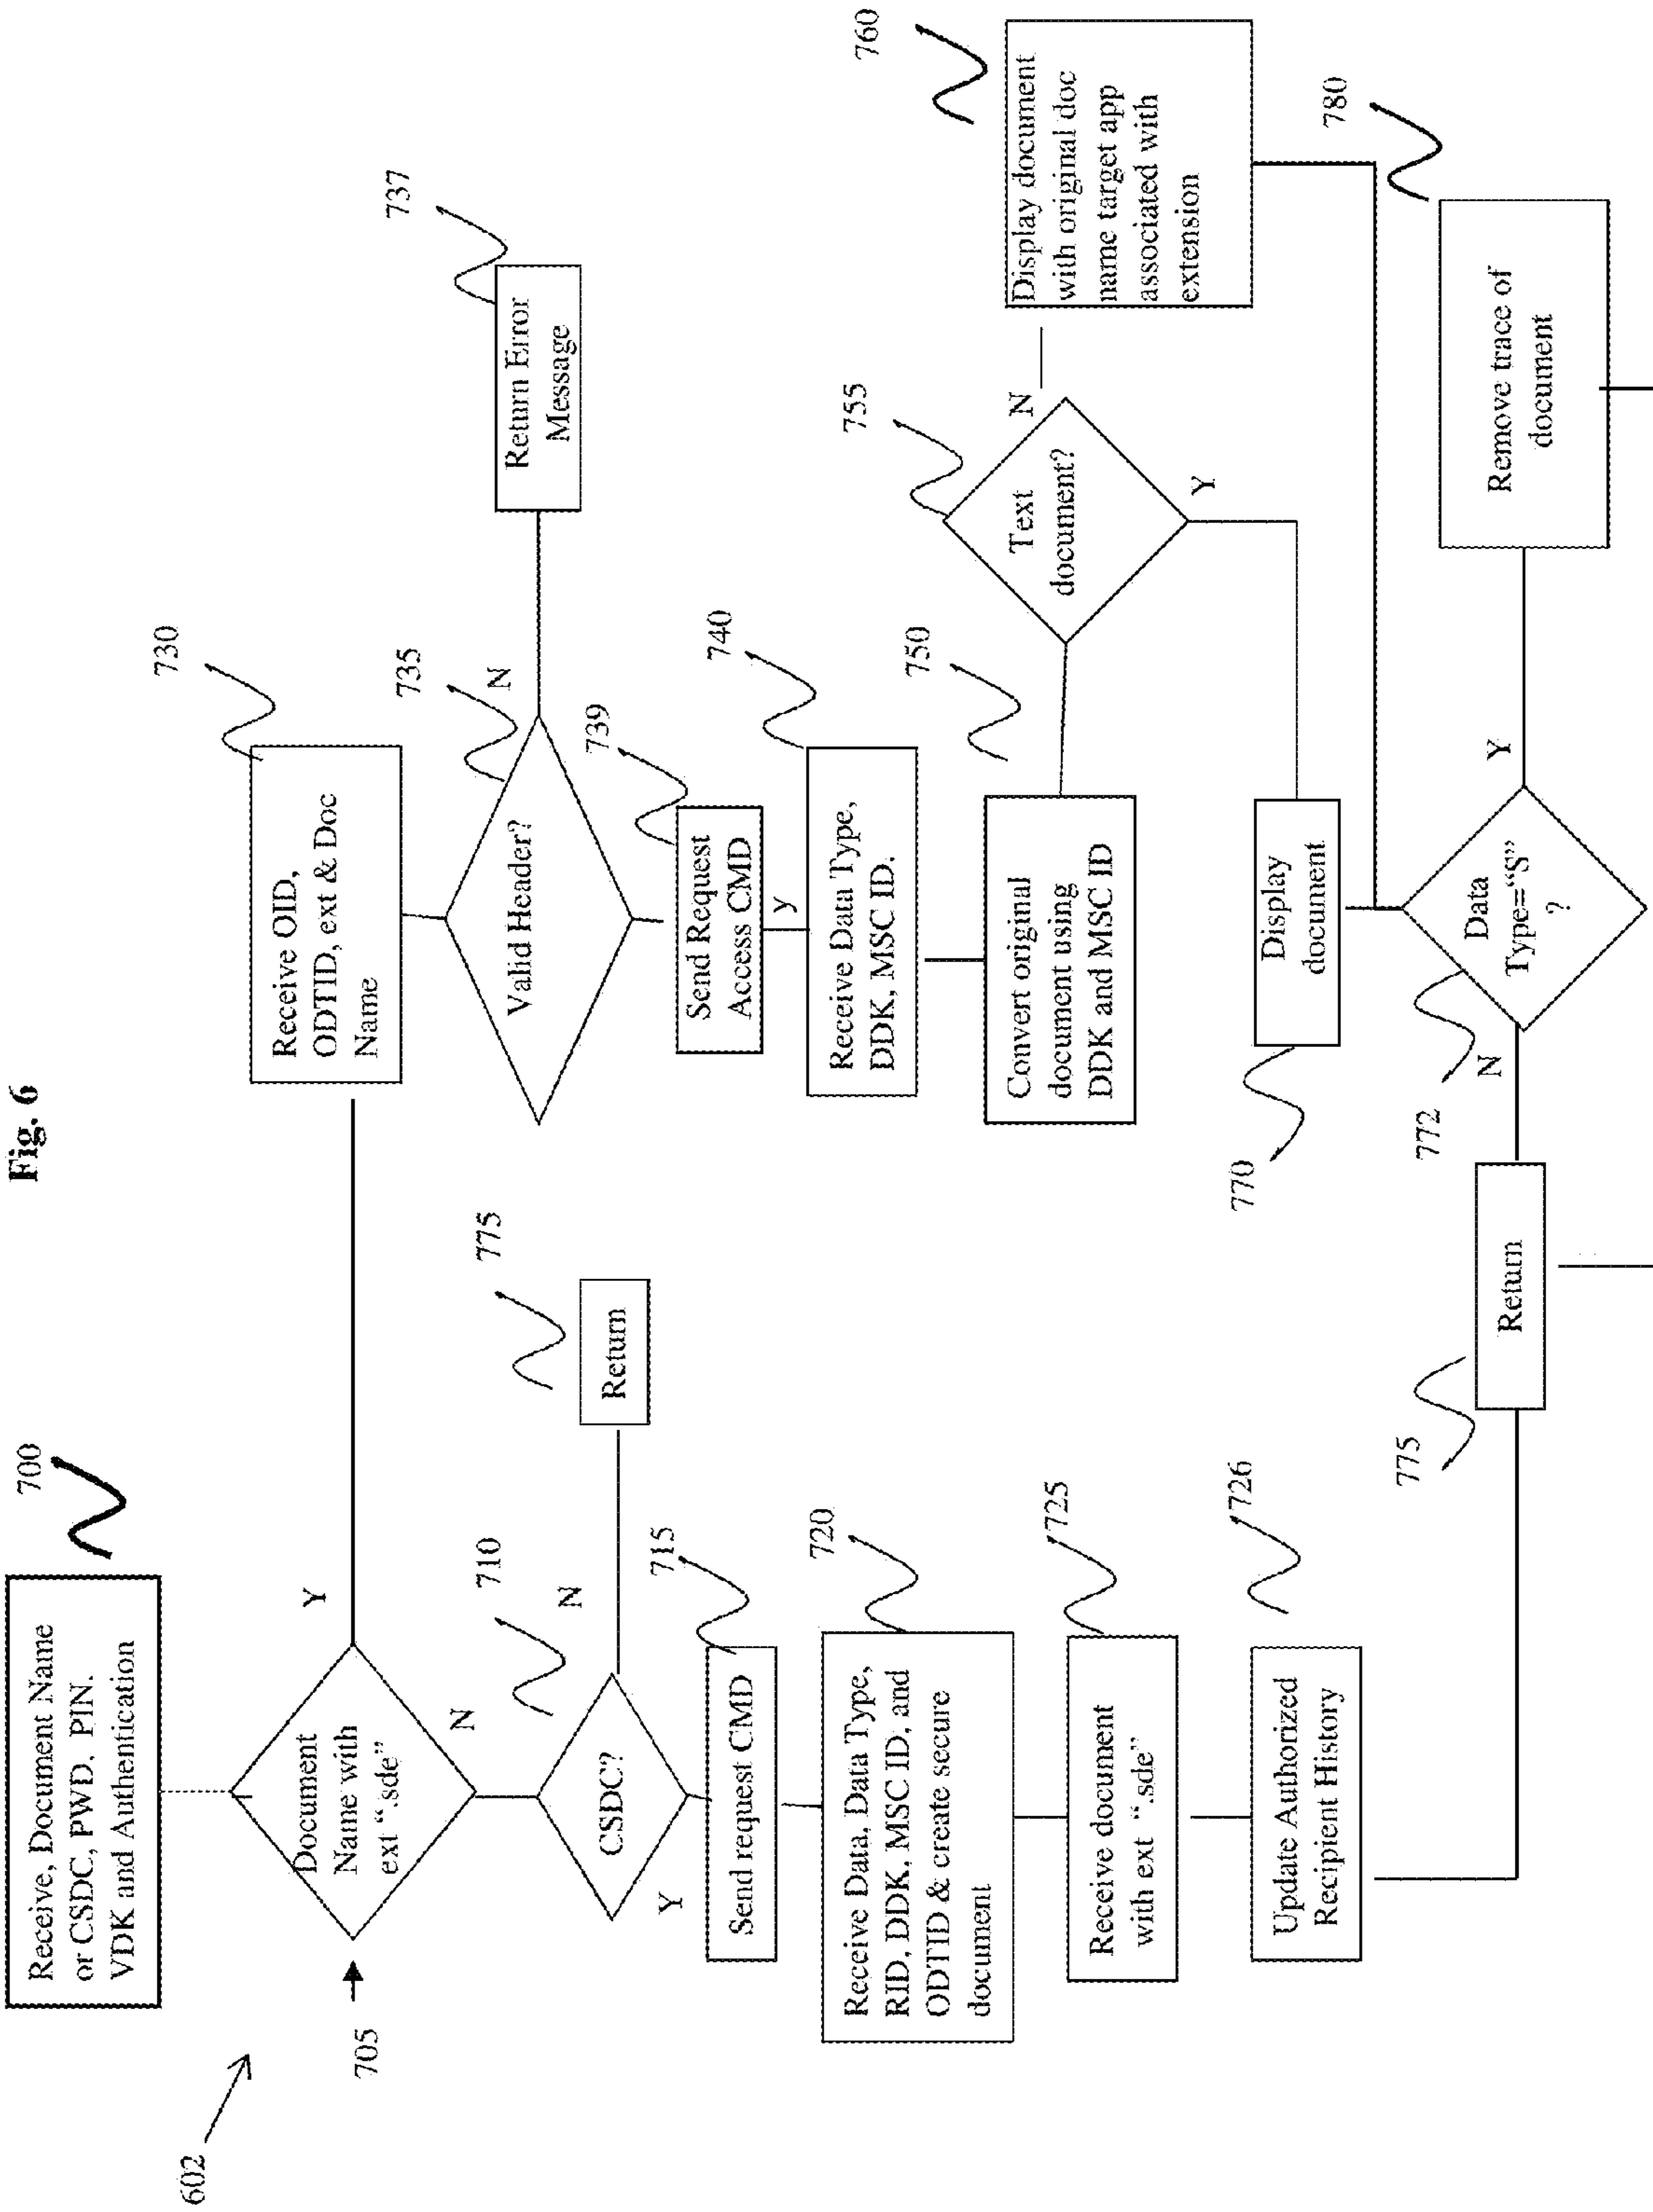 Fig. 6
602
700
Receive, Document Name
or CSDC, PWD. PIN.
VDK and Authentication
705
Document
Name with
ext “.sde”
Y
N
730
Receive OID,
ODTID, ext & Doc
Name
710
CSDC?
N
Y
775
Return
735
Valid Header?
N
737
Return Error
Message
715
Send request CMD
739
Send Request
Access CMD
y
720
Receive Data, Data Type,
RID, DDK, MSC ID, and
ODTID & create secure
document
740
Receive Data Type,
DDK, MSC ID.
725
Receive document
with ext “.sde”
750
Convert original
document using
DDK and MSC ID
755
Text
document?
N
Y
760
Display document
with original doc
name target app
associated with
extension
726
Update Authorized
Recipient History
770
Display
document
775
Return
772
N
Data
Type=“S”
?
Y
780
Remove trace of
document